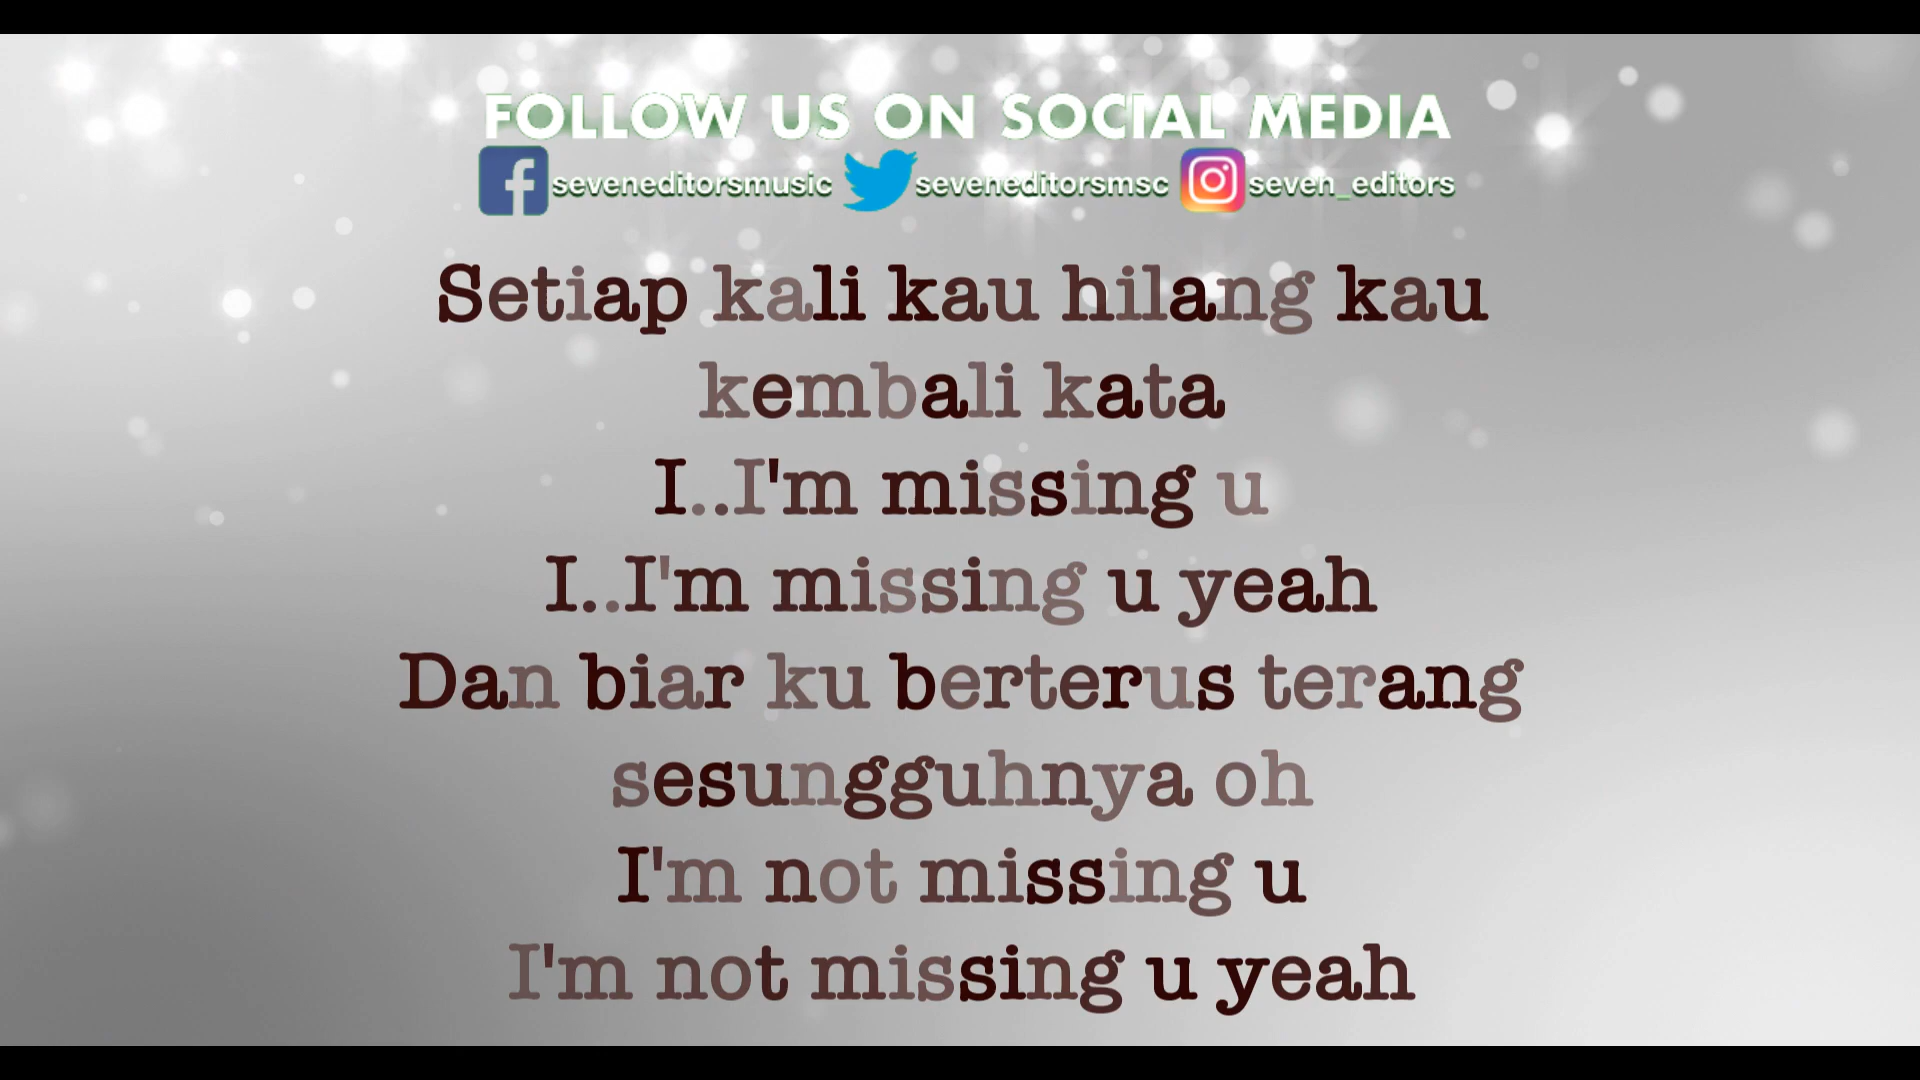 FOLLOW US ON SOCIAL MEDIA
seveneditorsmusic seveneditorsmsc seven_editors
Setiap kali kau hilang kau
kembali kata
I..I'm missing u
I..I'm missing u yeah
Dan biar ku berterus terang
sesungguhnya oh
I'm not missing u
I'm not missing u yeah